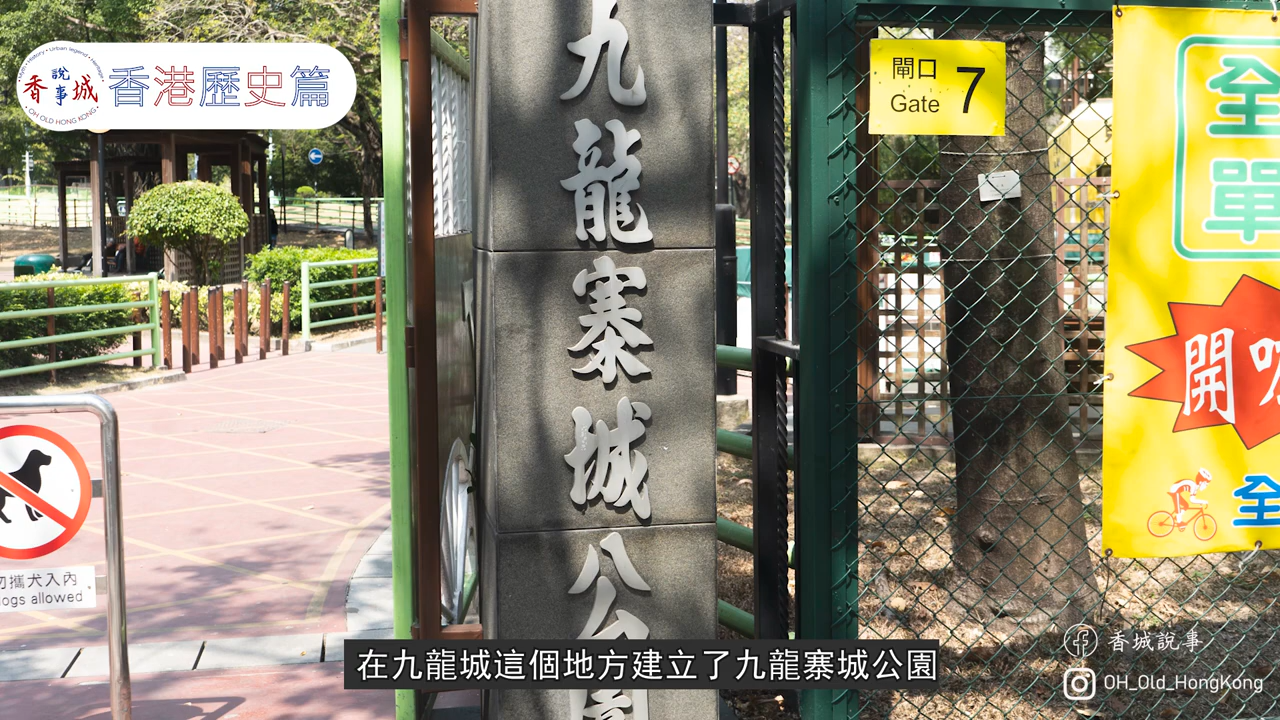 香城說事
OH OLD HONG KONG
香港歷史篇
九龍寨城公園
閘口
Gate 7
全
單
開
全
勿攜犬入內
dogs allowed
在九龍城這個地方建立了九龍寨城公園
香城說事
OH_Old_HongKong